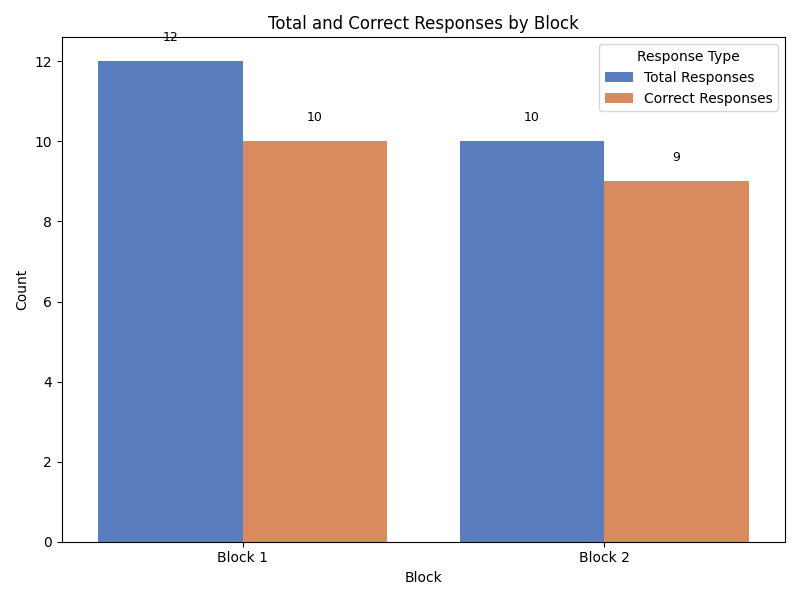 Total and Correct Responses by Block
12
10
10
9
Response Type
Total Responses
Correct Responses
Count
12
10
8
6
4
2
0
Block 1
Block 2
Block